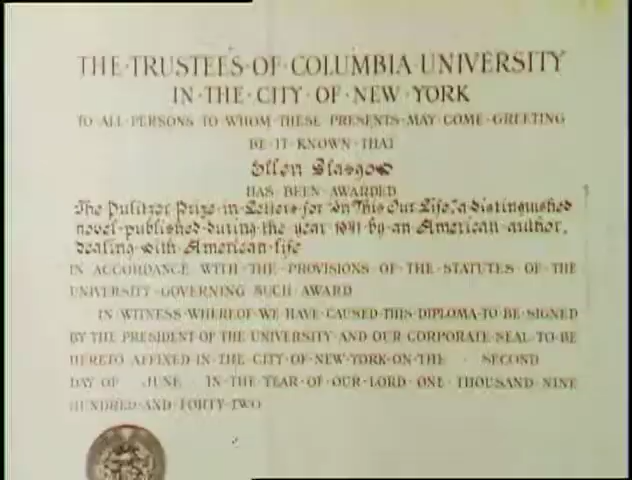 THE·TRUSTEES·OF·COLUMBIA·UNIVERSITY
IN·THE·CITY·OF·NEW·YORK
TO·ALL·PERSONS·TO·WHOM·THESE·PRESENTS·MAY·COME·GREETING
BE·IT·KNOWN·THAT
Ellen Glasgow
HAS·BEEN·AWARDED
The Pulitzer Prize in Letters for "In This Our Life," a distinguished
novel published during the year 1941 by an American author,
dealing with American life
IN ACCORDANCE WITH THE PROVISIONS OF THE STATUTES OF THE
UNIVERSITY GOVERNING SUCH AWARD
IN WITNESS WHEREOF WE HAVE CAUSED THIS DIPLOMA TO BE SIGNED
BY THE PRESIDENT OF THE UNIVERSITY AND OUR CORPORATE SEAL TO BE
HERETO AFFIXED IN THE CITY OF NEW YORK ON THE SECOND
DAY OF JUNE IN THE YEAR OF OUR LORD ONE THOUSAND NINE
HUNDRED AND FORTY TWO